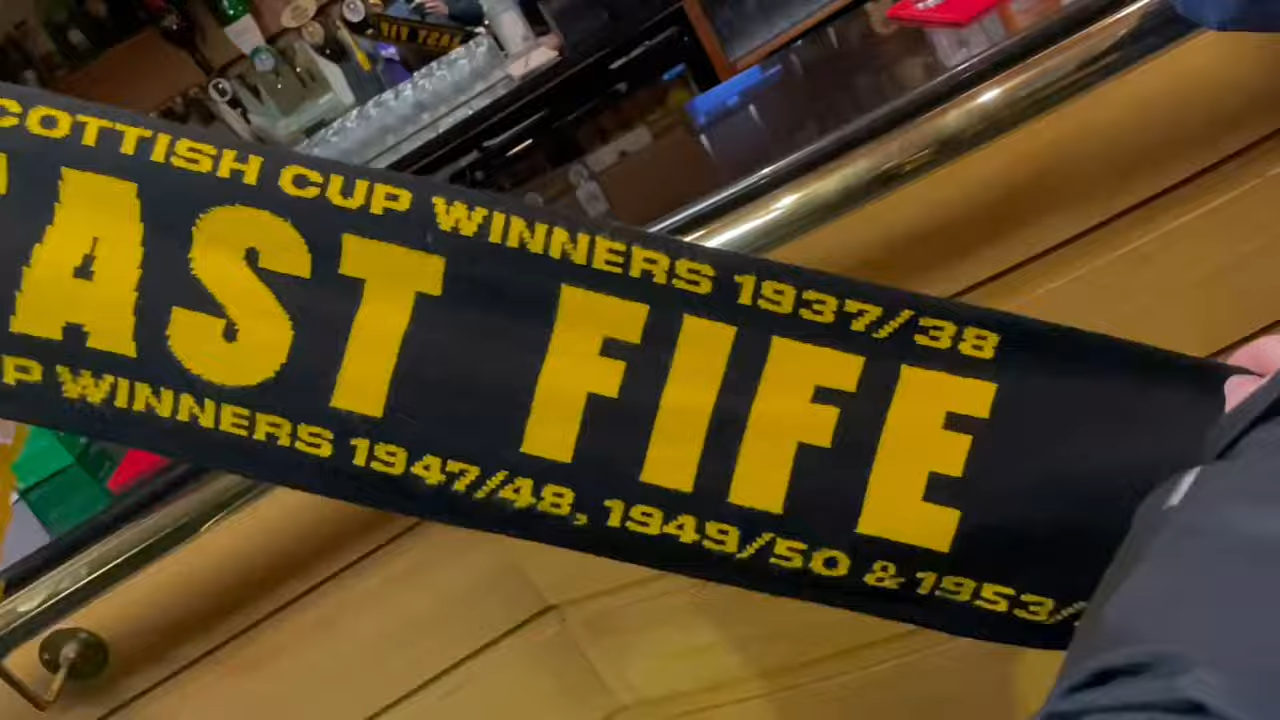 COTTISH CUP WINNERS 1937/38
AST FIFE
P WINNERS 1947/48, 1949/50 & 1953/